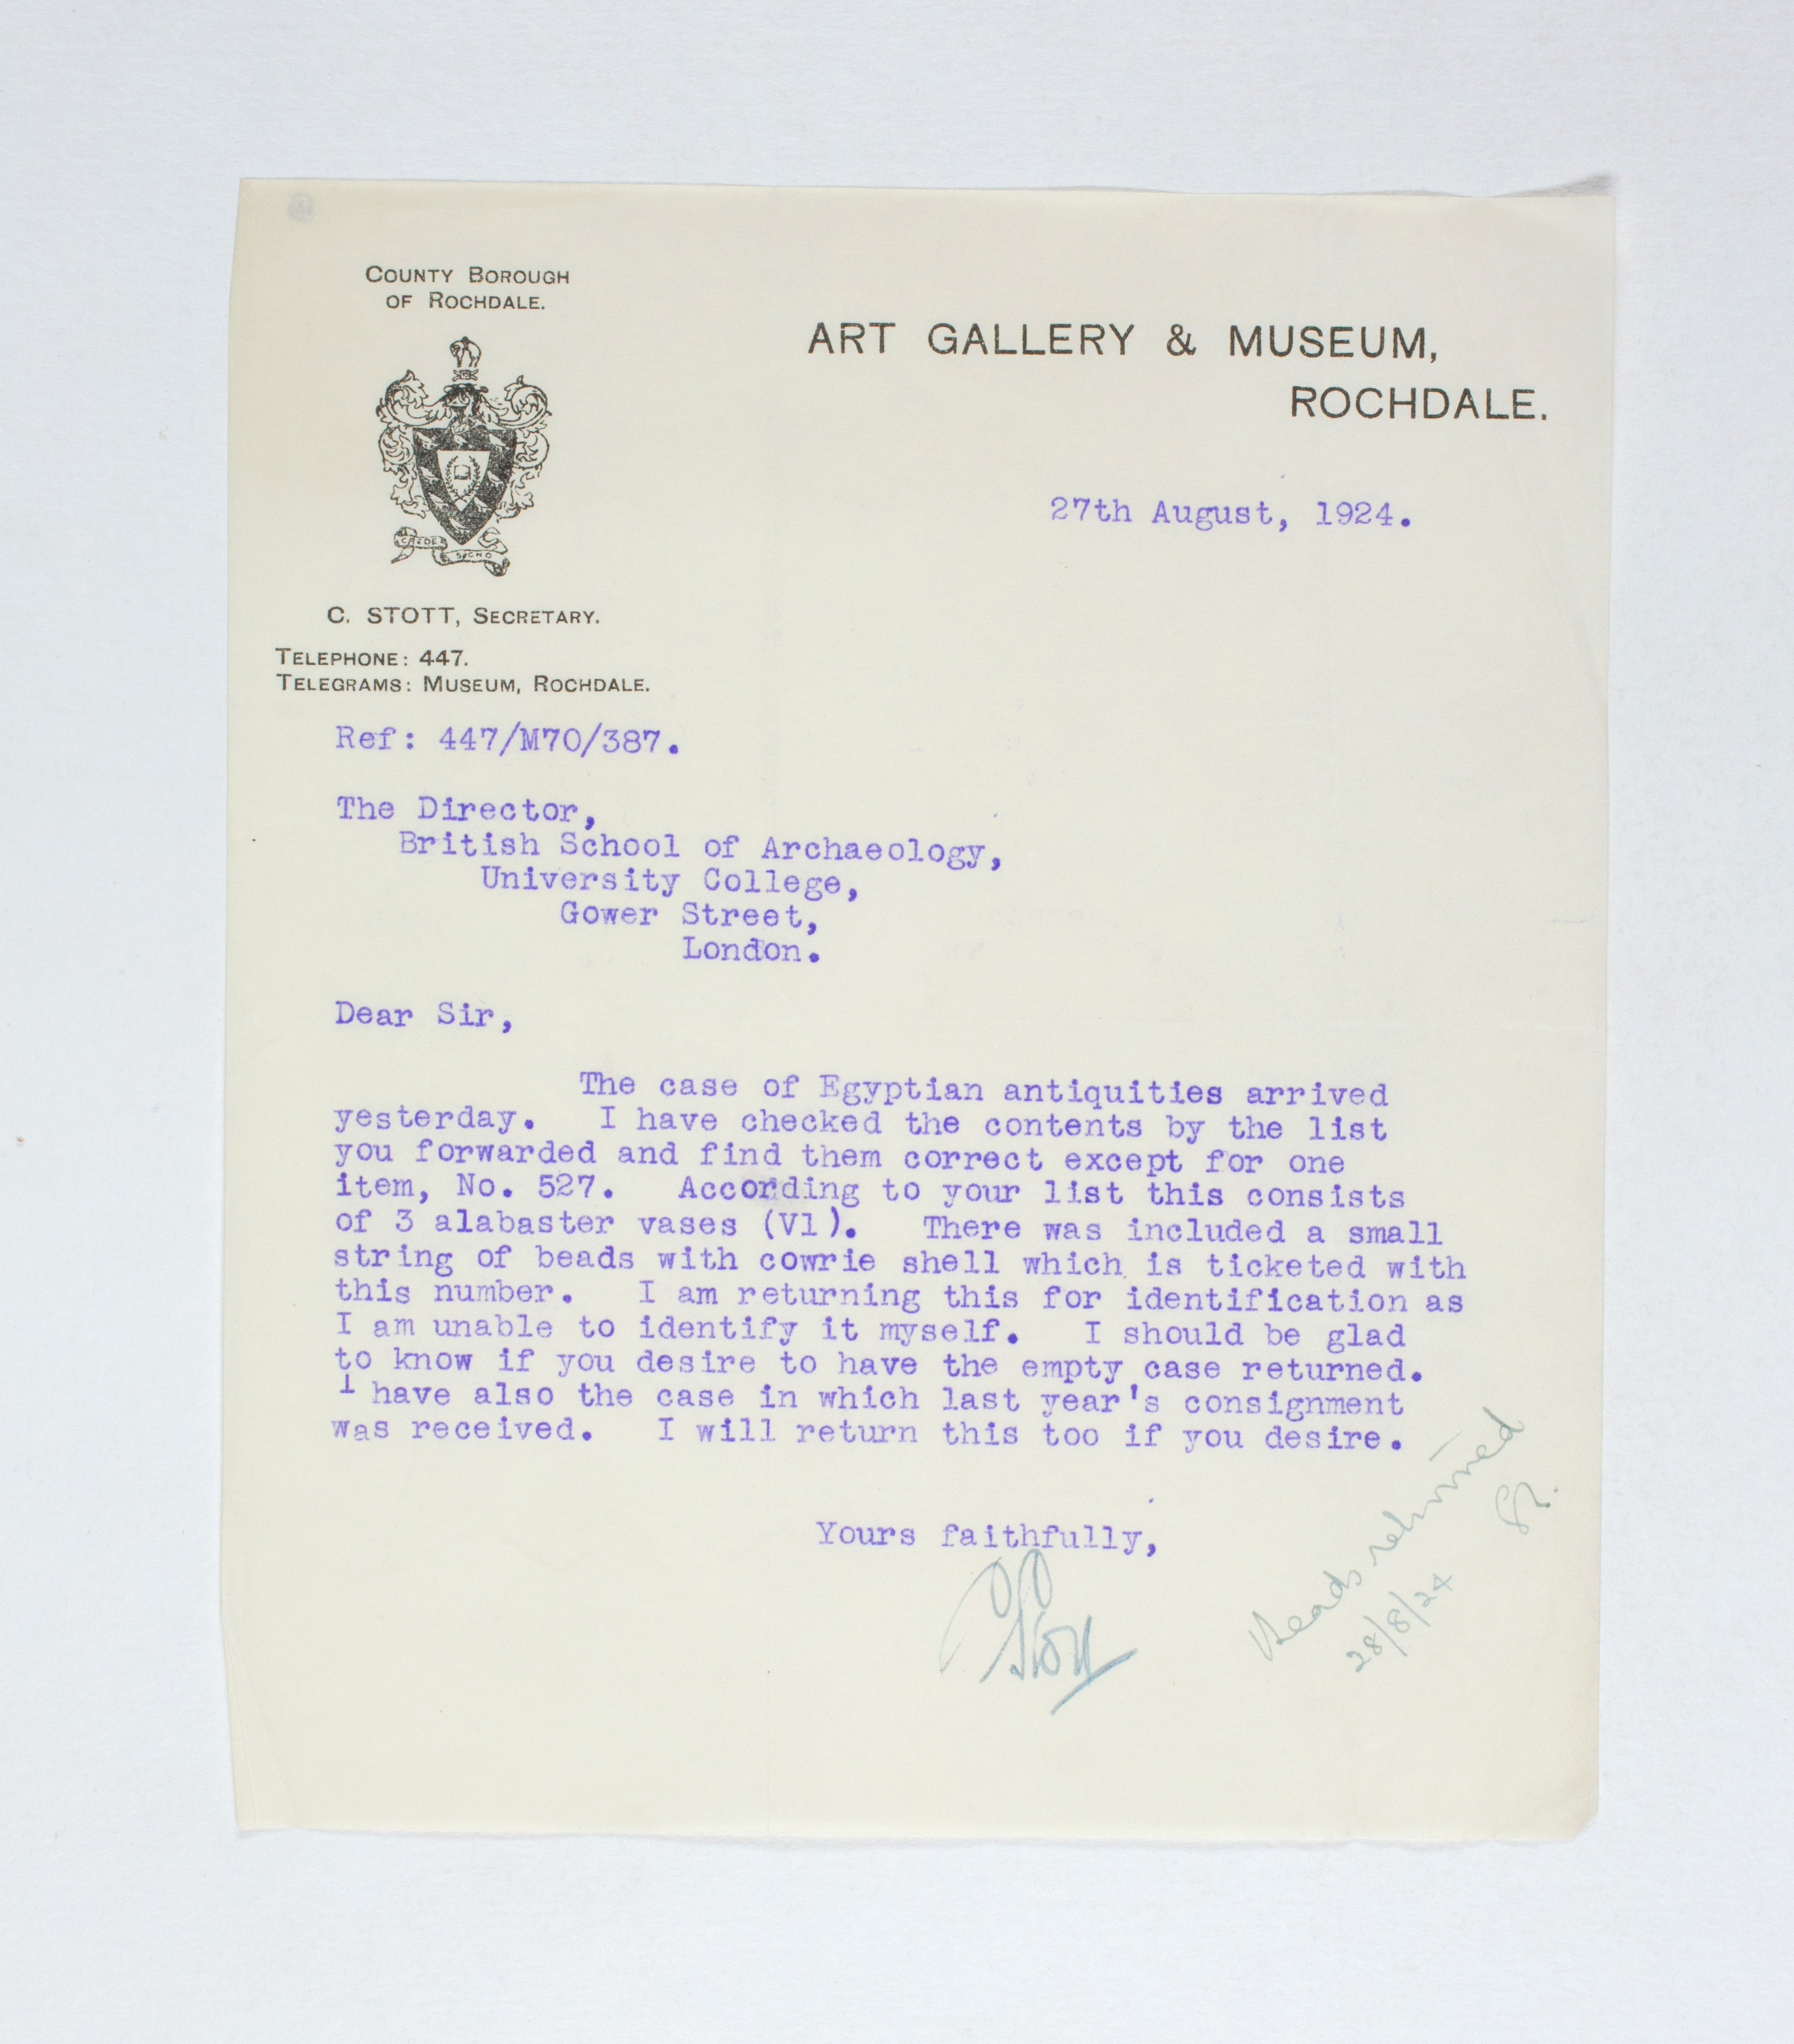 COUNTY BOROUGH
OF ROCHDALE.
CREDE SIGNO
C. STOTT, SECRETARY.
TELEPHONE: 447.
TELEGRAMS: MUSEUM, ROCHDALE.
ART GALLERY & MUSEUM,
ROCHDALE.
27th August, 1924.
Ref: 447/M70/387.
The Director,
British School of Archaeology,
University College,
Gower Street,
London.
Dear Sir,
The case of Egyptian antiquities arrived
yesterday. I have checked the contents by the list
you forwarded and find them correct except for one
item, No. 527. According to your list this consists
of 3 alabaster vases (V1). There was included a small
string of beads with cowrie shell which is ticketed with
this number. I am returning this for identification as
I am unable to identify it myself. I should be glad
to know if you desire to have the empty case returned.
I have also the case in which last year's consignment
was received. I will return this too if you desire.
Yours faithfully,
C Stott
Beads returned
28/8/24